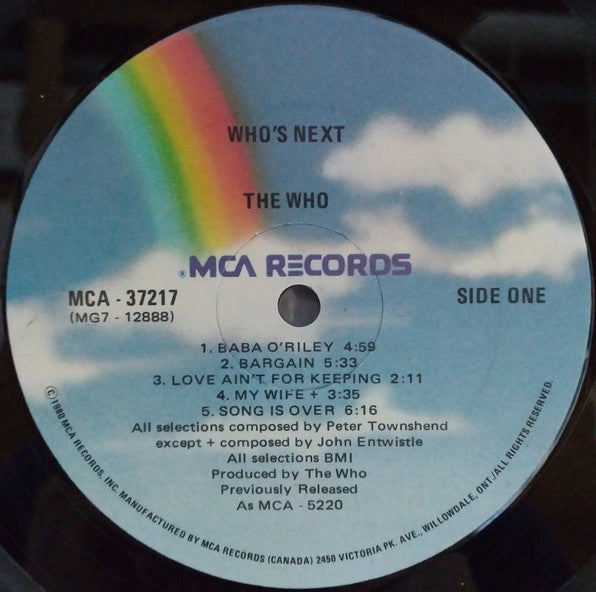 WHO'S NEXT
THE WHO
®MCA RECORDS
MCA - 37217
SIDE ONE
(MG7 - 12888)
1. BABA O'RILEY 4:59
2. BARGAIN 5:33
3. LOVE AIN'T FOR KEEPING 2:11
4. MY WIFE + 3:35
5. SONG IS OVER 6:16
All selections composed by Peter Townshend
except + composed by John Entwistle
All selections BMI
Produced by The Who
Previously Released
As MCA - 5220
©1980 MCA RECORDS, INC. MANUFACTURED BY MCA RECORDS (CANADA) 2450 VICTORIA PK. AVE., WILLOWDALE, ONT./ALL RIGHTS RESERVED.